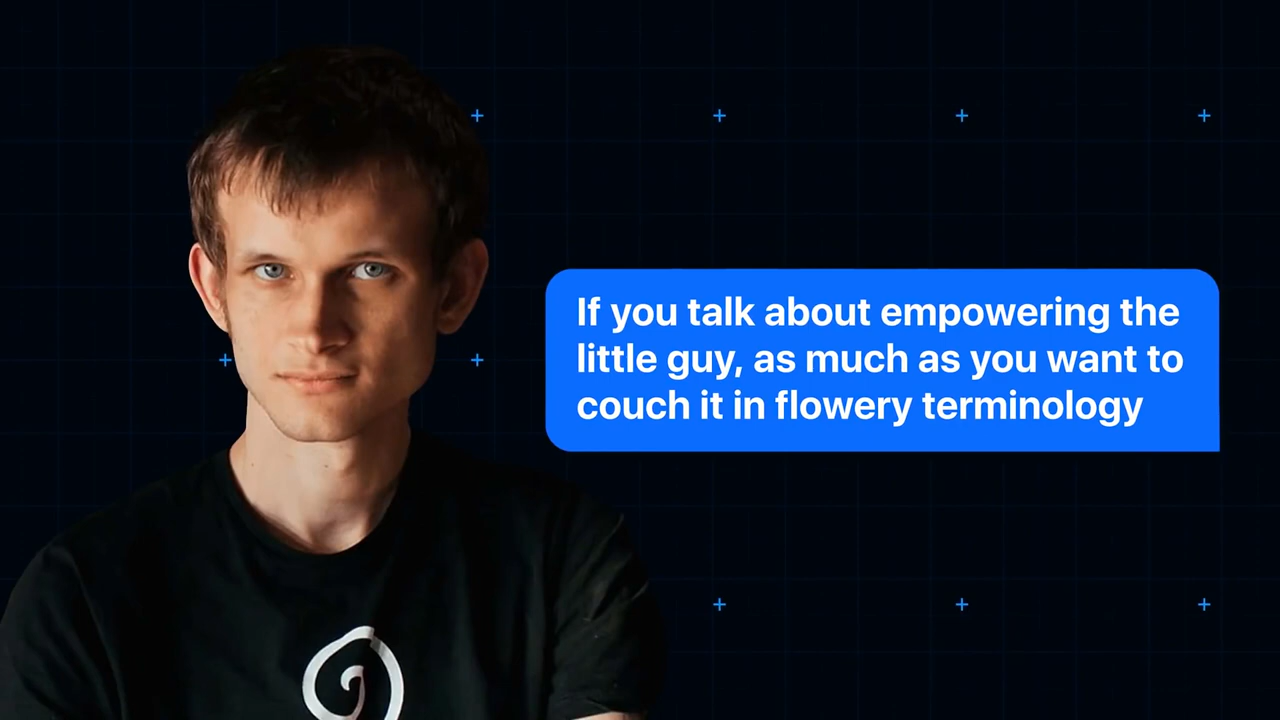 If you talk about empowering the
little guy, as much as you want to
couch it in flowery terminology